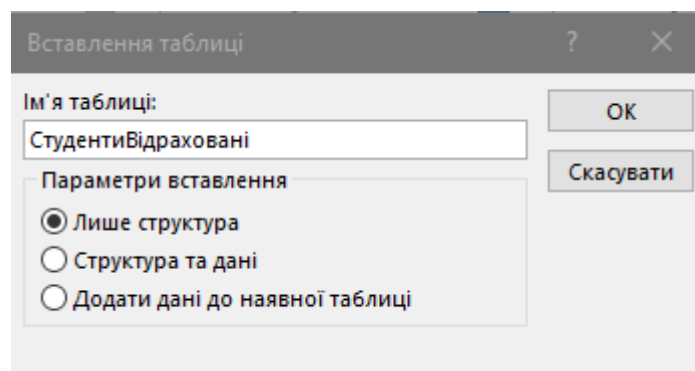 Вставлення таблиці
?
Ім'я таблиці:
OK
СтудентиВідраховані
Скасувати
Параметри вставлення
Лише структура
Структура та дані
Додати дані до наявної таблиці